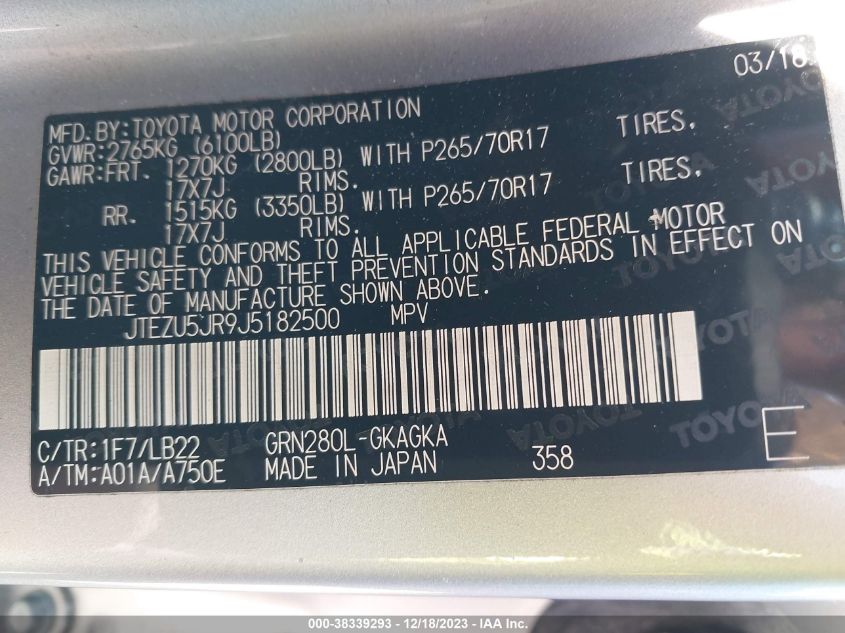 03/18
MFD.BY:TOYOTA MOTOR CORPORATION
GVWR:2765KG (6100LB)
GAWR:FRT. 1270KG (2800LB) WITH P265/70R17 TIRES,
17X7J RIMS.
RR. 1515KG (3350LB) WITH P265/70R17 TIRES,
17X7J RIMS.
THIS VEHICLE CONFORMS TO ALL APPLICABLE FEDERAL MOTOR
VEHICLE SAFETY AND THEFT PREVENTION STANDARDS IN EFFECT ON
THE DATE OF MANUFACTURE SHOWN ABOVE.
JTEZU5JR9J5182500 MPV
C/TR:1F7/LB22 GRN280L-GKAGKA
A/TM:A01A/A750E MADE IN JAPAN 358 E
TOYOTA
000-38339293 - 12/18/2023 - IAA Inc.